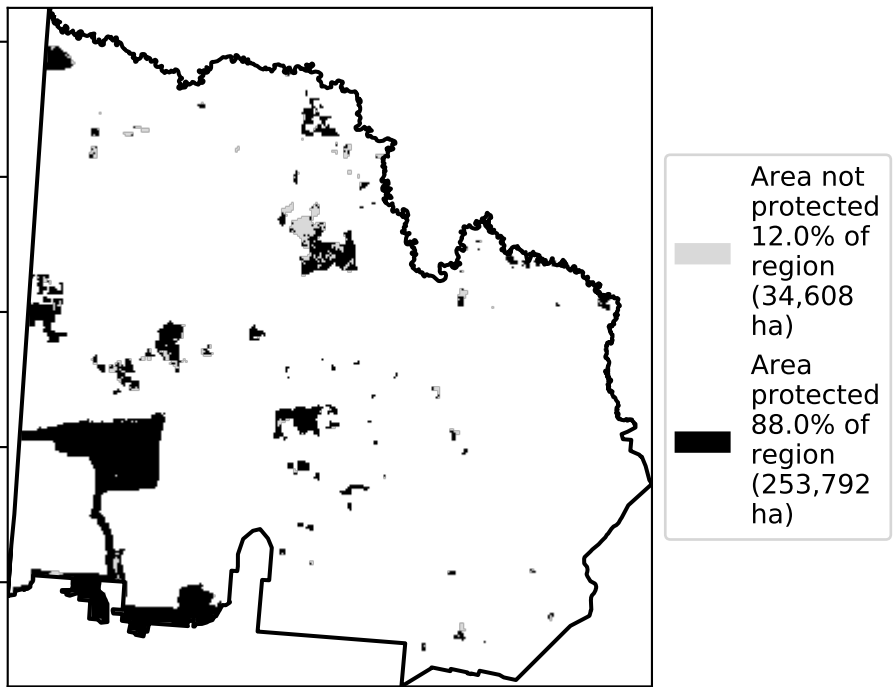 Area not
protected
12.0% of
region
(34,608
ha)
Area
protected
88.0% of
region
(253,792
ha)